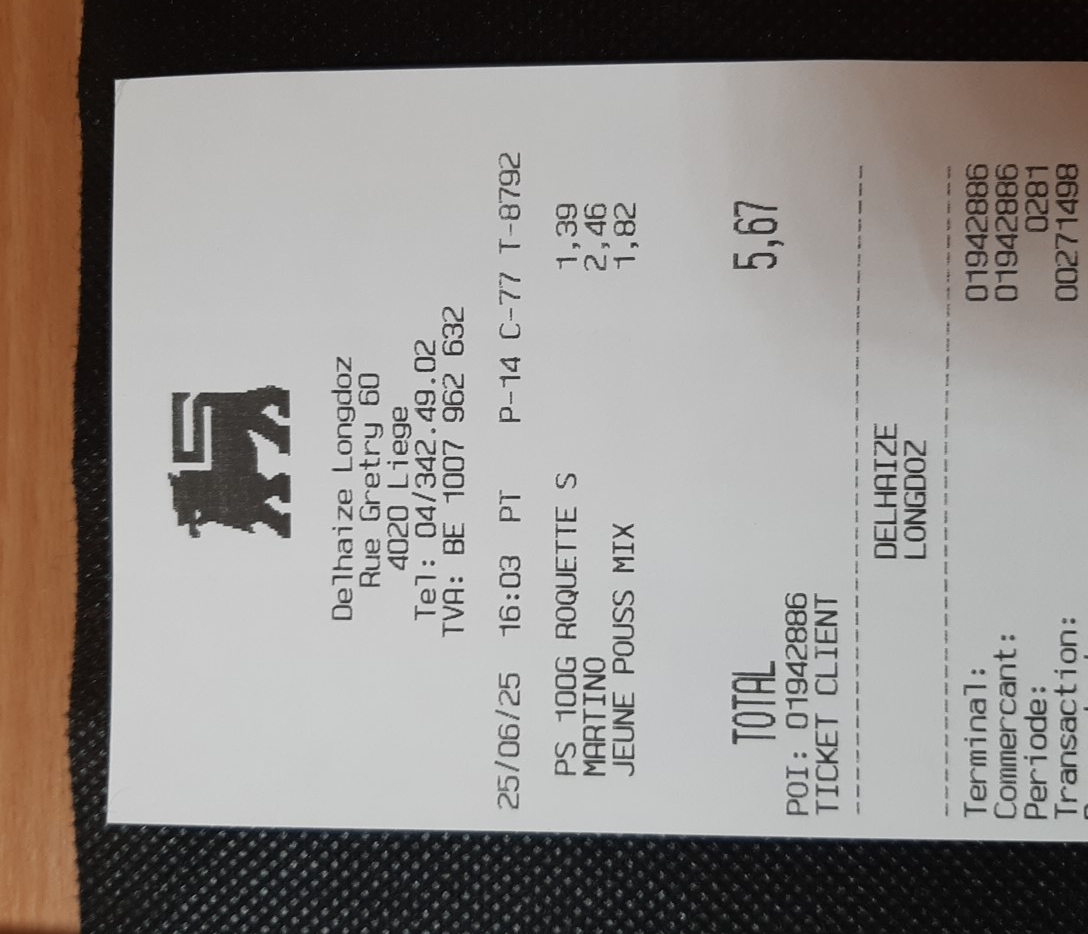 Delhaize Longdoz
Rue Gretry 60
4020 Liege
Tel: 04/342.49.02
TVA: BE 1007 962 632
25/06/25 16:03 PT P-14 C-77 T-8792
PS 100G ROQUETTE S 1,39
MARTINO 2,46
JEUNE POUSS MIX 1,82
TOTAL 5,67
POI: 01942886
TICKET CLIENT
DELHAIZE
LONGDOZ
Terminal: 01942886
Commercant: 01942886
Periode: 0281
Transaction: 00271498